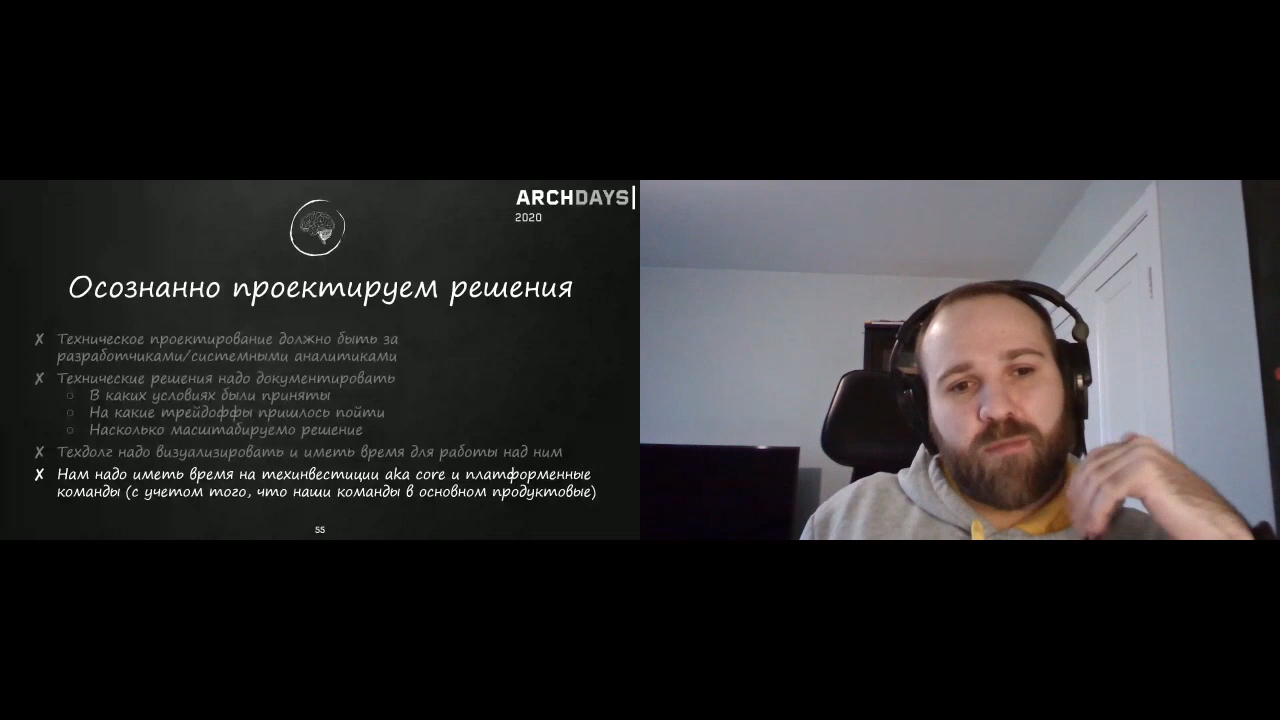 ARCHDAYS
2020
Осознанно проектируем решения
✗ Техническое проектирование должно быть за
разработчиками/системными аналитиками
✗ Технические решения надо документировать
○ В каких условиях были приняты
○ На какие трейдоффы пришлось пойти
○ Насколько масштабируемо решение
✗ Техдолг надо визуализировать и иметь время для работы над ним
✗ Нам надо иметь время на техинвестиции aka core и платформенные
команды (с учетом того, что наши команды в основном продуктовые)
55